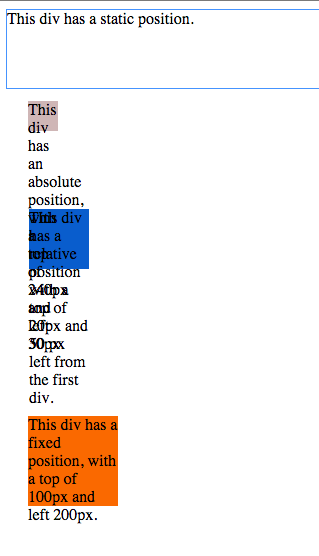 This div has a static position.
This
div
has
an
absolute
position,
with
a
top
of
240px
and
left
This div
has a
relative
position
with a
top of
20px and
50px
left from
the first
div.
This div has a
fixed
position, with
a top of
100px and
left 200px.